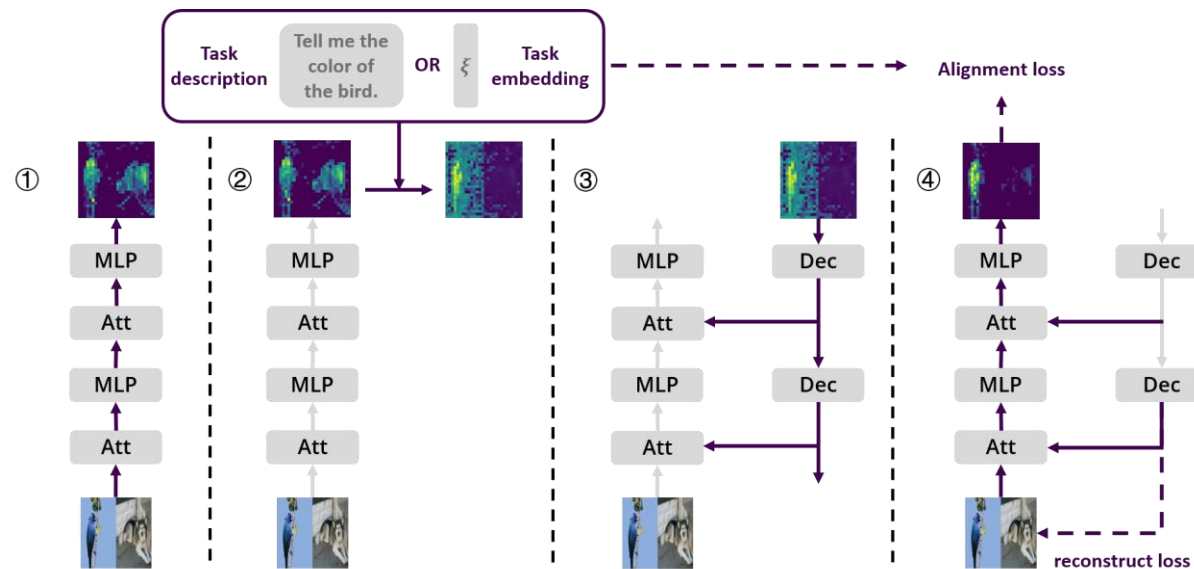 Task
description
Tell me the
color of
the bird.
OR
ξ
Task
embedding
Alignment loss
①
MLP
Att
MLP
Att
②
MLP
Att
MLP
Att
③
MLP
Att
MLP
Att
Dec
Dec
④
MLP
Att
MLP
Att
Dec
Dec
reconstruct loss